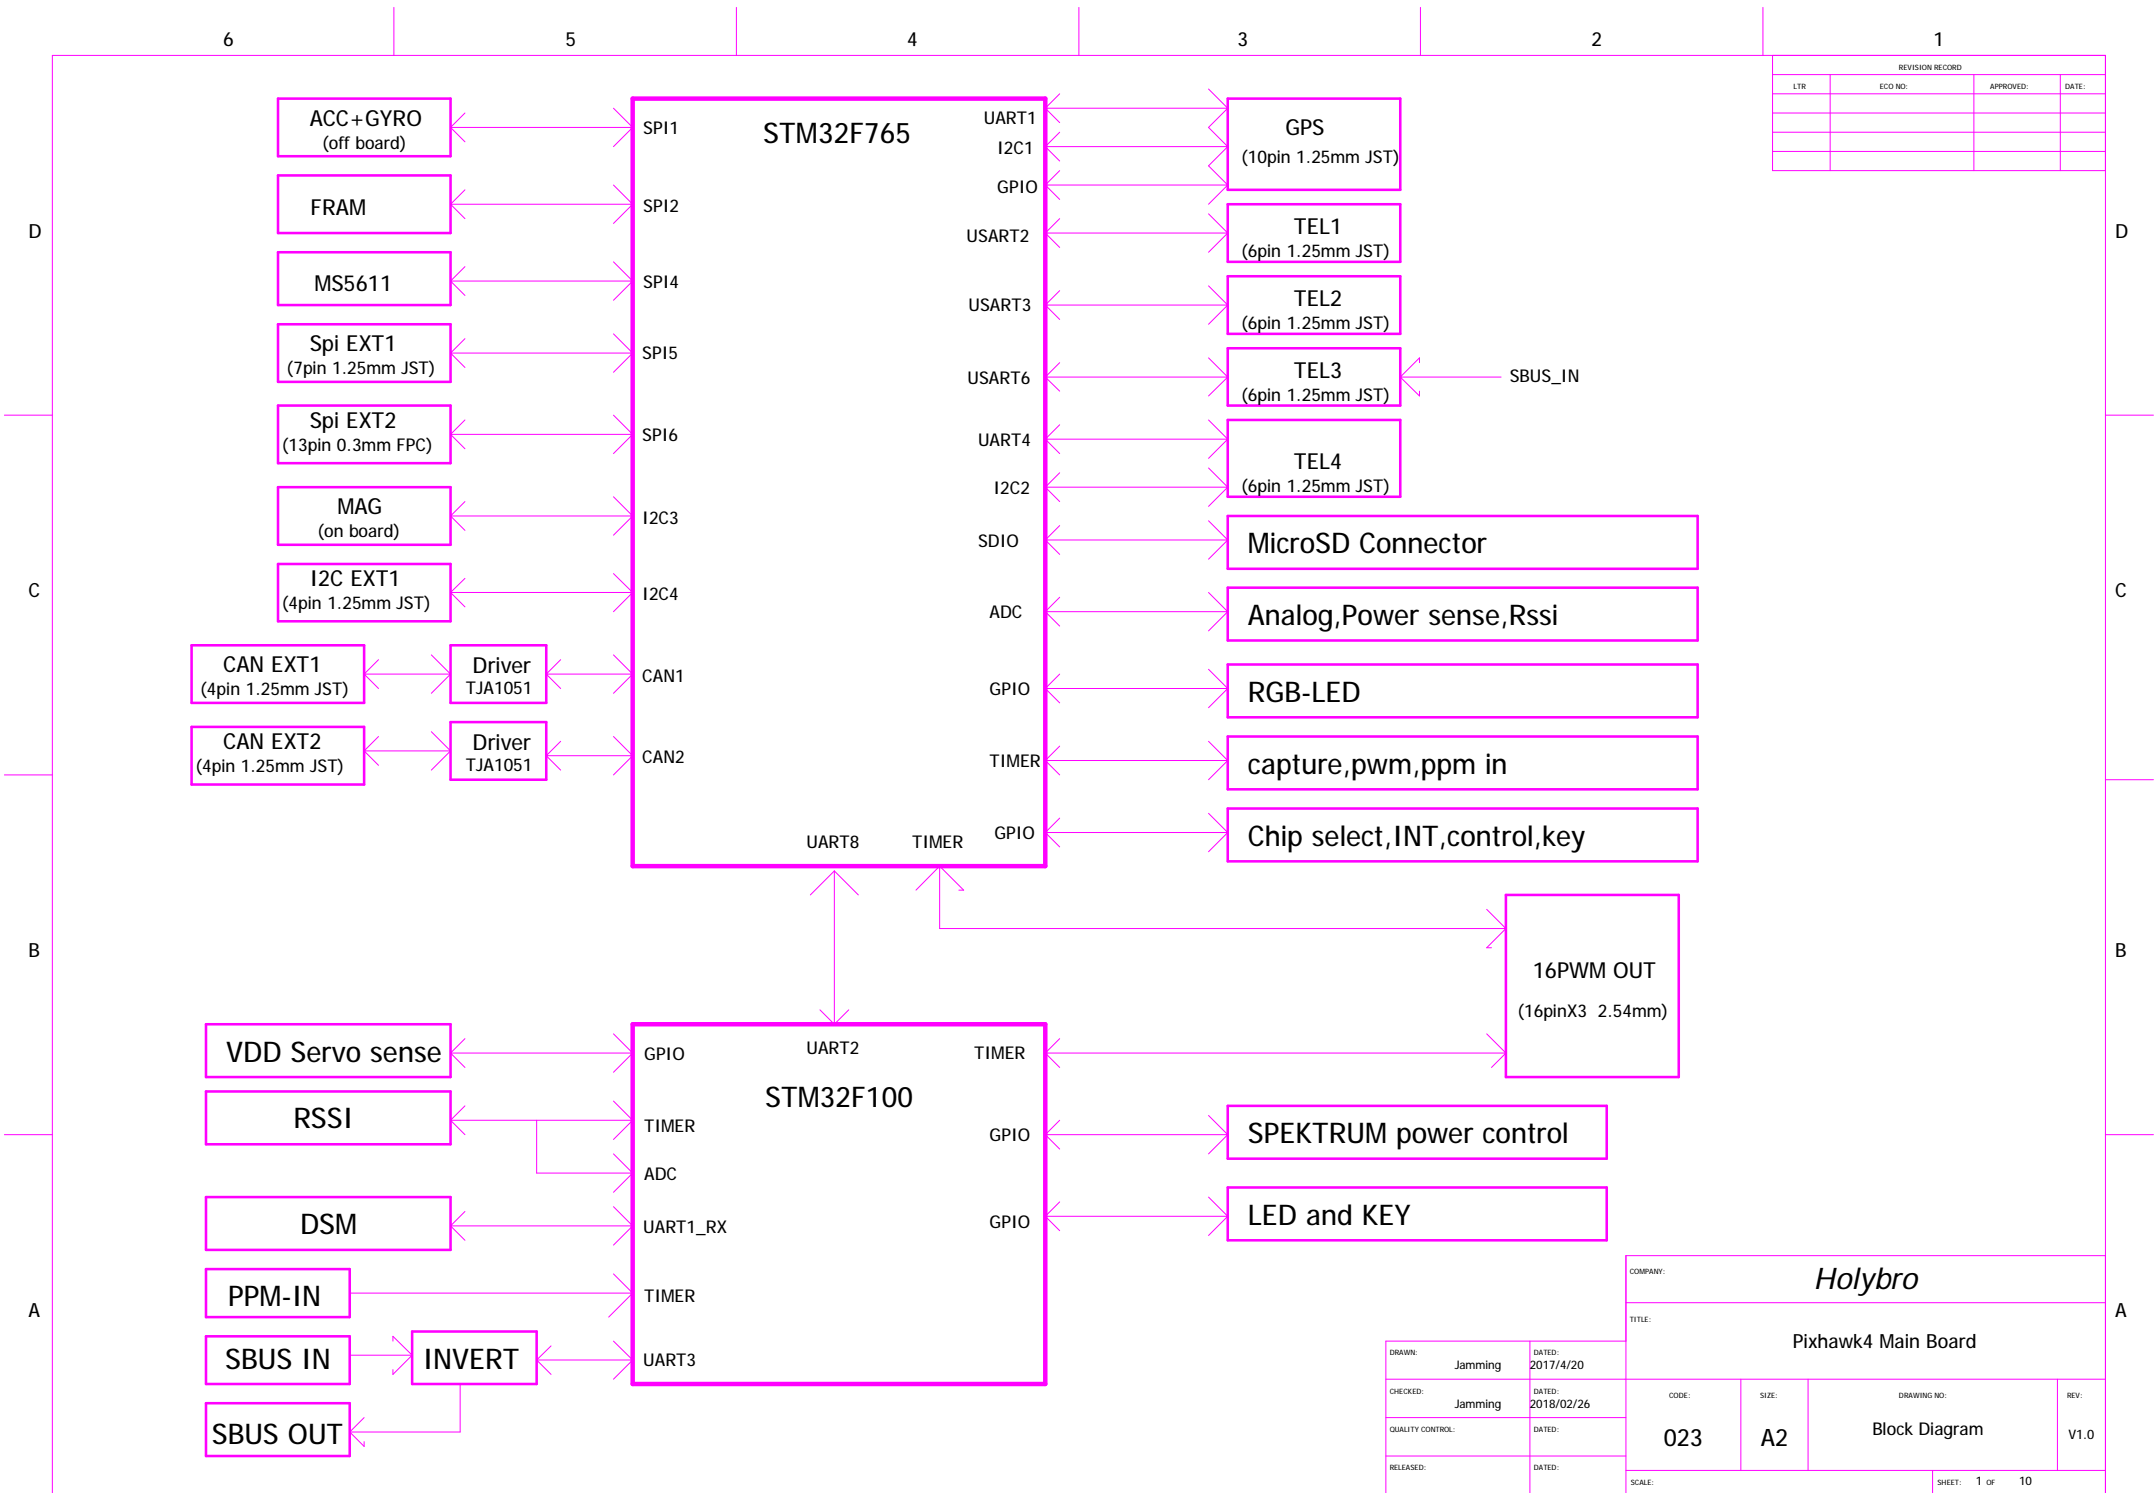 6
5
4
3
2
1
REVISION RECORD
LTR
ECO NO:
APPROVED:
DATE:
D
D
C
C
B
B
A
A
ACC+GYRO
(off board)
FRAM
MS5611
Spi EXT1
(7pin 1.25mm JST)
Spi EXT2
(13pin 0.3mm FPC)
MAG
(on board)
I2C EXT1
(4pin 1.25mm JST)
CAN EXT1
(4pin 1.25mm JST)
Driver
TJA1051
CAN EXT2
(4pin 1.25mm JST)
Driver
TJA1051
STM32F765
SPI1
SPI2
SPI4
SPI5
SPI6
I2C3
I2C4
CAN1
CAN2
UART1
I2C1
GPIO
USART2
USART3
USART6
UART4
I2C2
SDIO
ADC
GPIO
TIMER
GPIO
UART8
TIMER
GPS
(10pin 1.25mm JST)
TEL1
(6pin 1.25mm JST)
TEL2
(6pin 1.25mm JST)
TEL3
(6pin 1.25mm JST)
SBUS_IN
TEL4
(6pin 1.25mm JST)
MicroSD Connector
Analog,Power sense,Rssi
RGB-LED
capture,pwm,ppm in
Chip select,INT,control,key
16PWM OUT
(16pinX3 2.54mm)
VDD Servo sense
RSSI
DSM
PPM-IN
SBUS IN
INVERT
SBUS OUT
UART2
STM32F100
GPIO
TIMER
ADC
UART1_RX
TIMER
UART3
TIMER
GPIO
GPIO
SPEKTRUM power control
LED and KEY
COMPANY:
Holybro
TITLE:
Pixhawk4 Main Board
DRAWN:
Jamming
DATED:
2017/4/20
CHECKED:
Jamming
DATED:
2018/02/26
QUALITY CONTROL:
DATED:
RELEASED:
DATED:
CODE:
023
SIZE:
A2
DRAWING NO:
Block Diagram
REV:
V1.0
SCALE:
SHEET: 1 OF 10